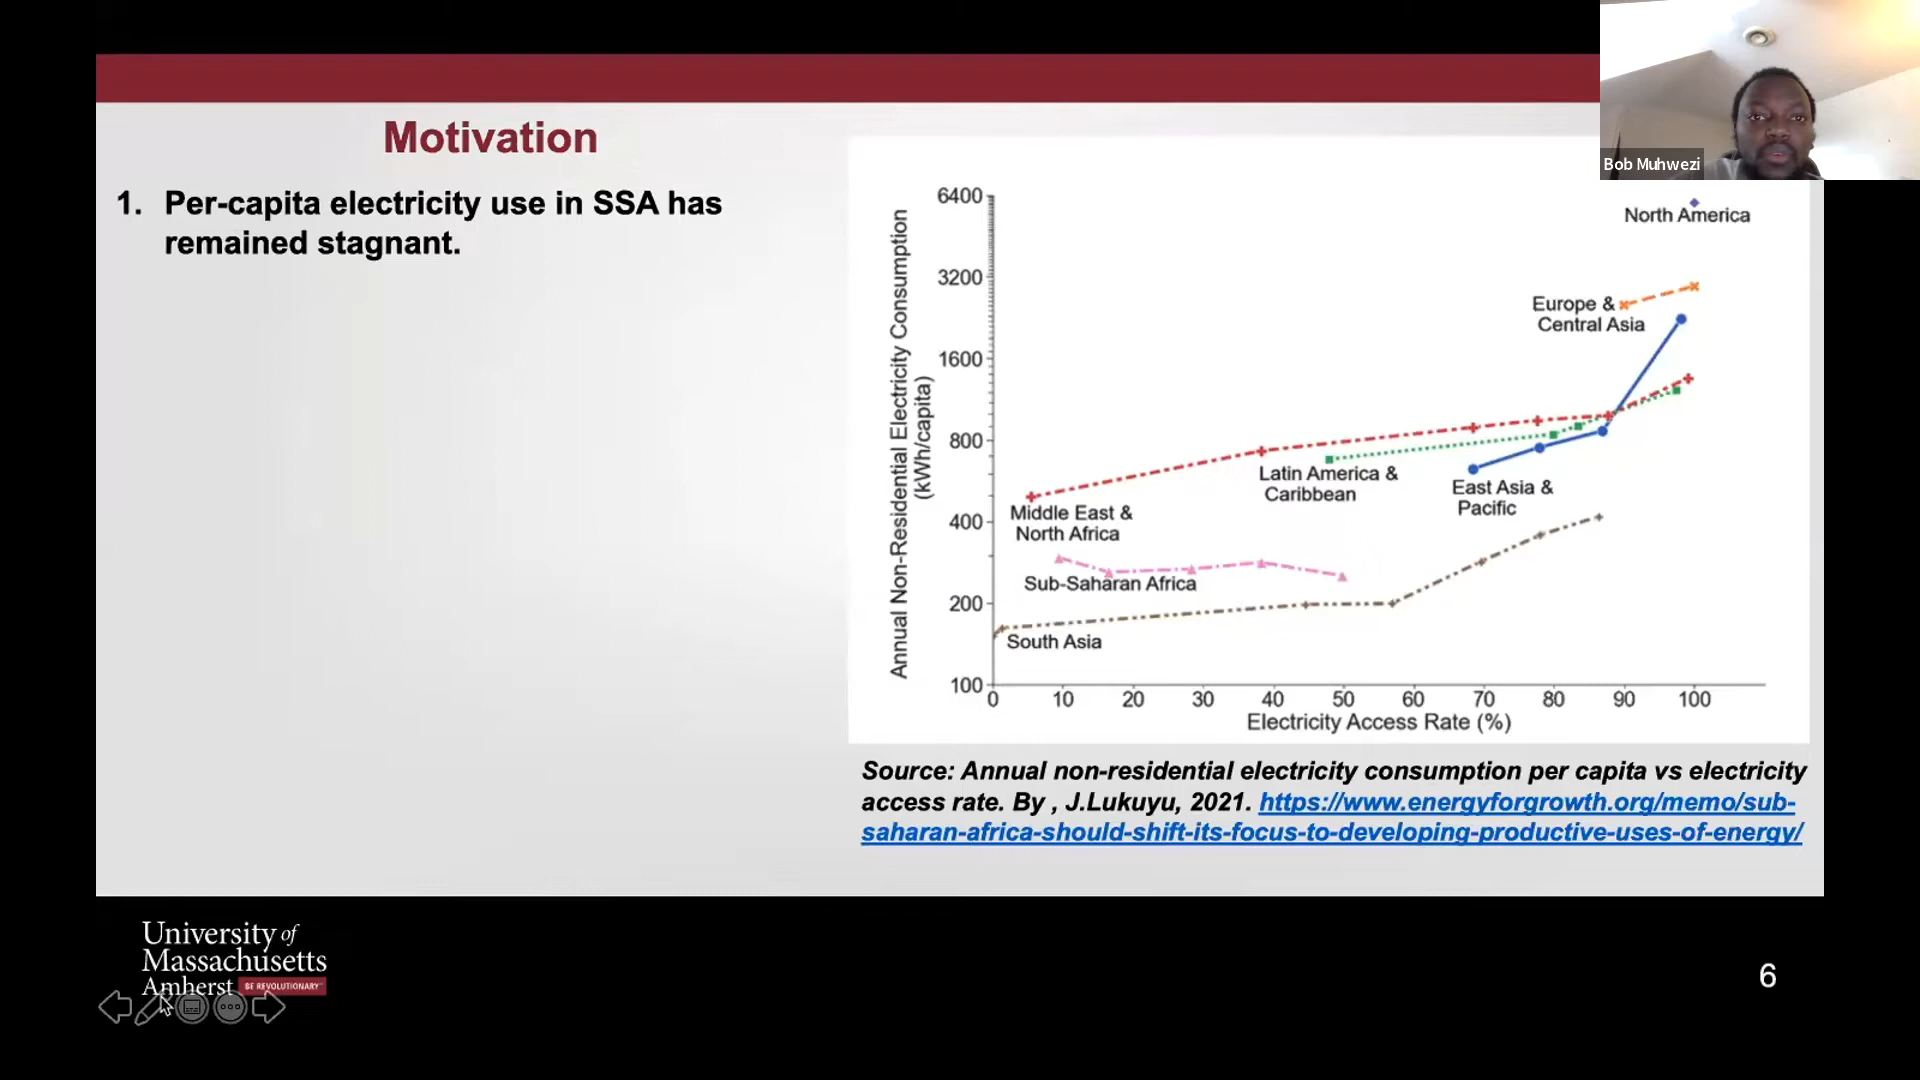 Motivation
1. Per-capita electricity use in SSA has
remained stagnant.
Bob Muhwezi
Annual Non-Residential Electricity Consumption
(kWh/capita)
6400
3200
1600
800
400
200
100
North America
Europe &
Central Asia
Latin America &
Caribbean
East Asia &
Pacific
Middle East &
North Africa
Sub-Saharan Africa
South Asia
0 10 20 30 40 50 60 70 80 90 100
Electricity Access Rate (%)
Source: Annual non-residential electricity consumption per capita vs electricity
access rate. By , J.Lukuyu, 2021. https://www.energyforgrowth.org/memo/sub-
saharan-africa-should-shift-its-focus-to-developing-productive-uses-of-energy/
University of
Massachusetts
Amherst BE REVOLUTIONARY™
6